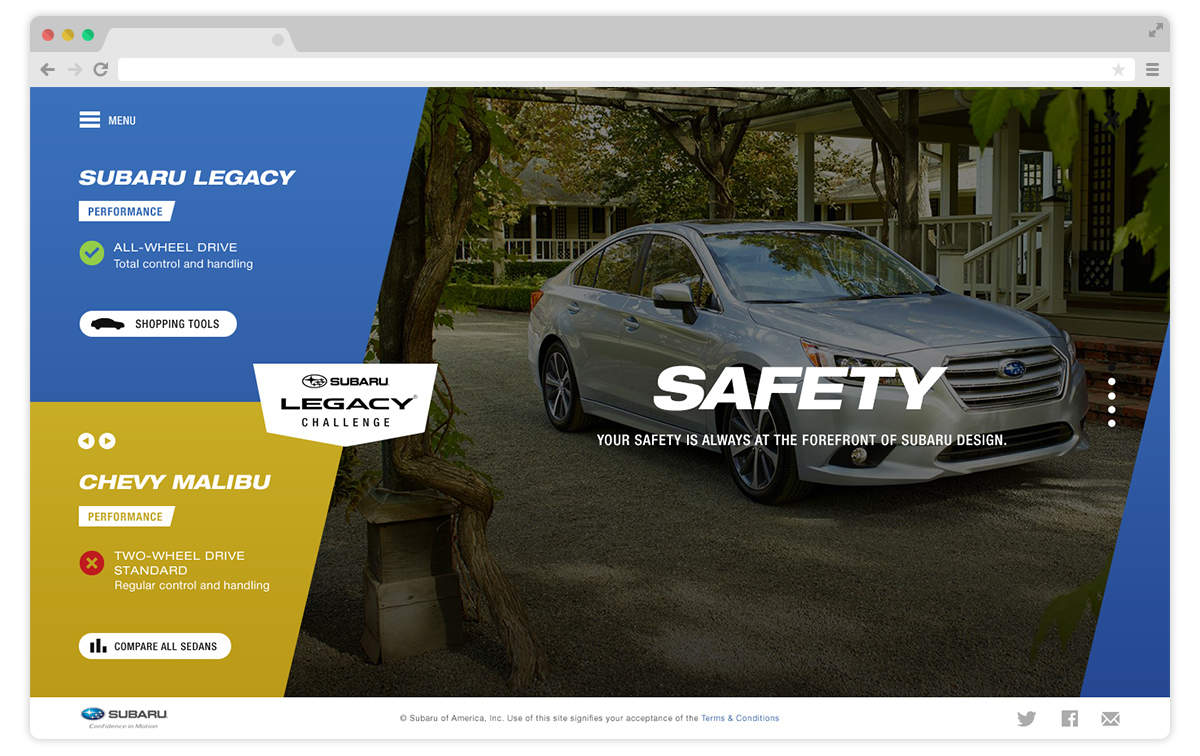 MENU
SUBARU LEGACY
PERFORMANCE
ALL-WHEEL DRIVE
Total control and handling
SHOPPING TOOLS
SUBARU
LEGACY®
CHALLENGE
CHEVY MALIBU
PERFORMANCE
TWO-WHEEL DRIVE
STANDARD
Regular control and handling
COMPARE ALL SEDANS
SAFETY
YOUR SAFETY IS ALWAYS AT THE FOREFRONT OF SUBARU DESIGN.
SUBARU
Confidence in Motion
© Subaru of America, Inc. Use of this site signifies your acceptance of the Terms & Conditions